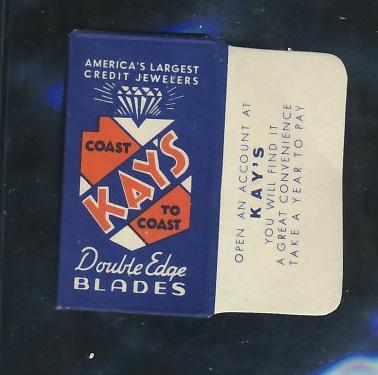 AMERICA'S LARGEST
CREDIT JEWELERS
COAST
KAYS
TO
COAST
Double Edge
BLADES
OPEN AN ACCOUNT AT
KAY'S
YOU WILL FIND IT
A GREAT CONVENIENCE
TAKE A YEAR TO PAY